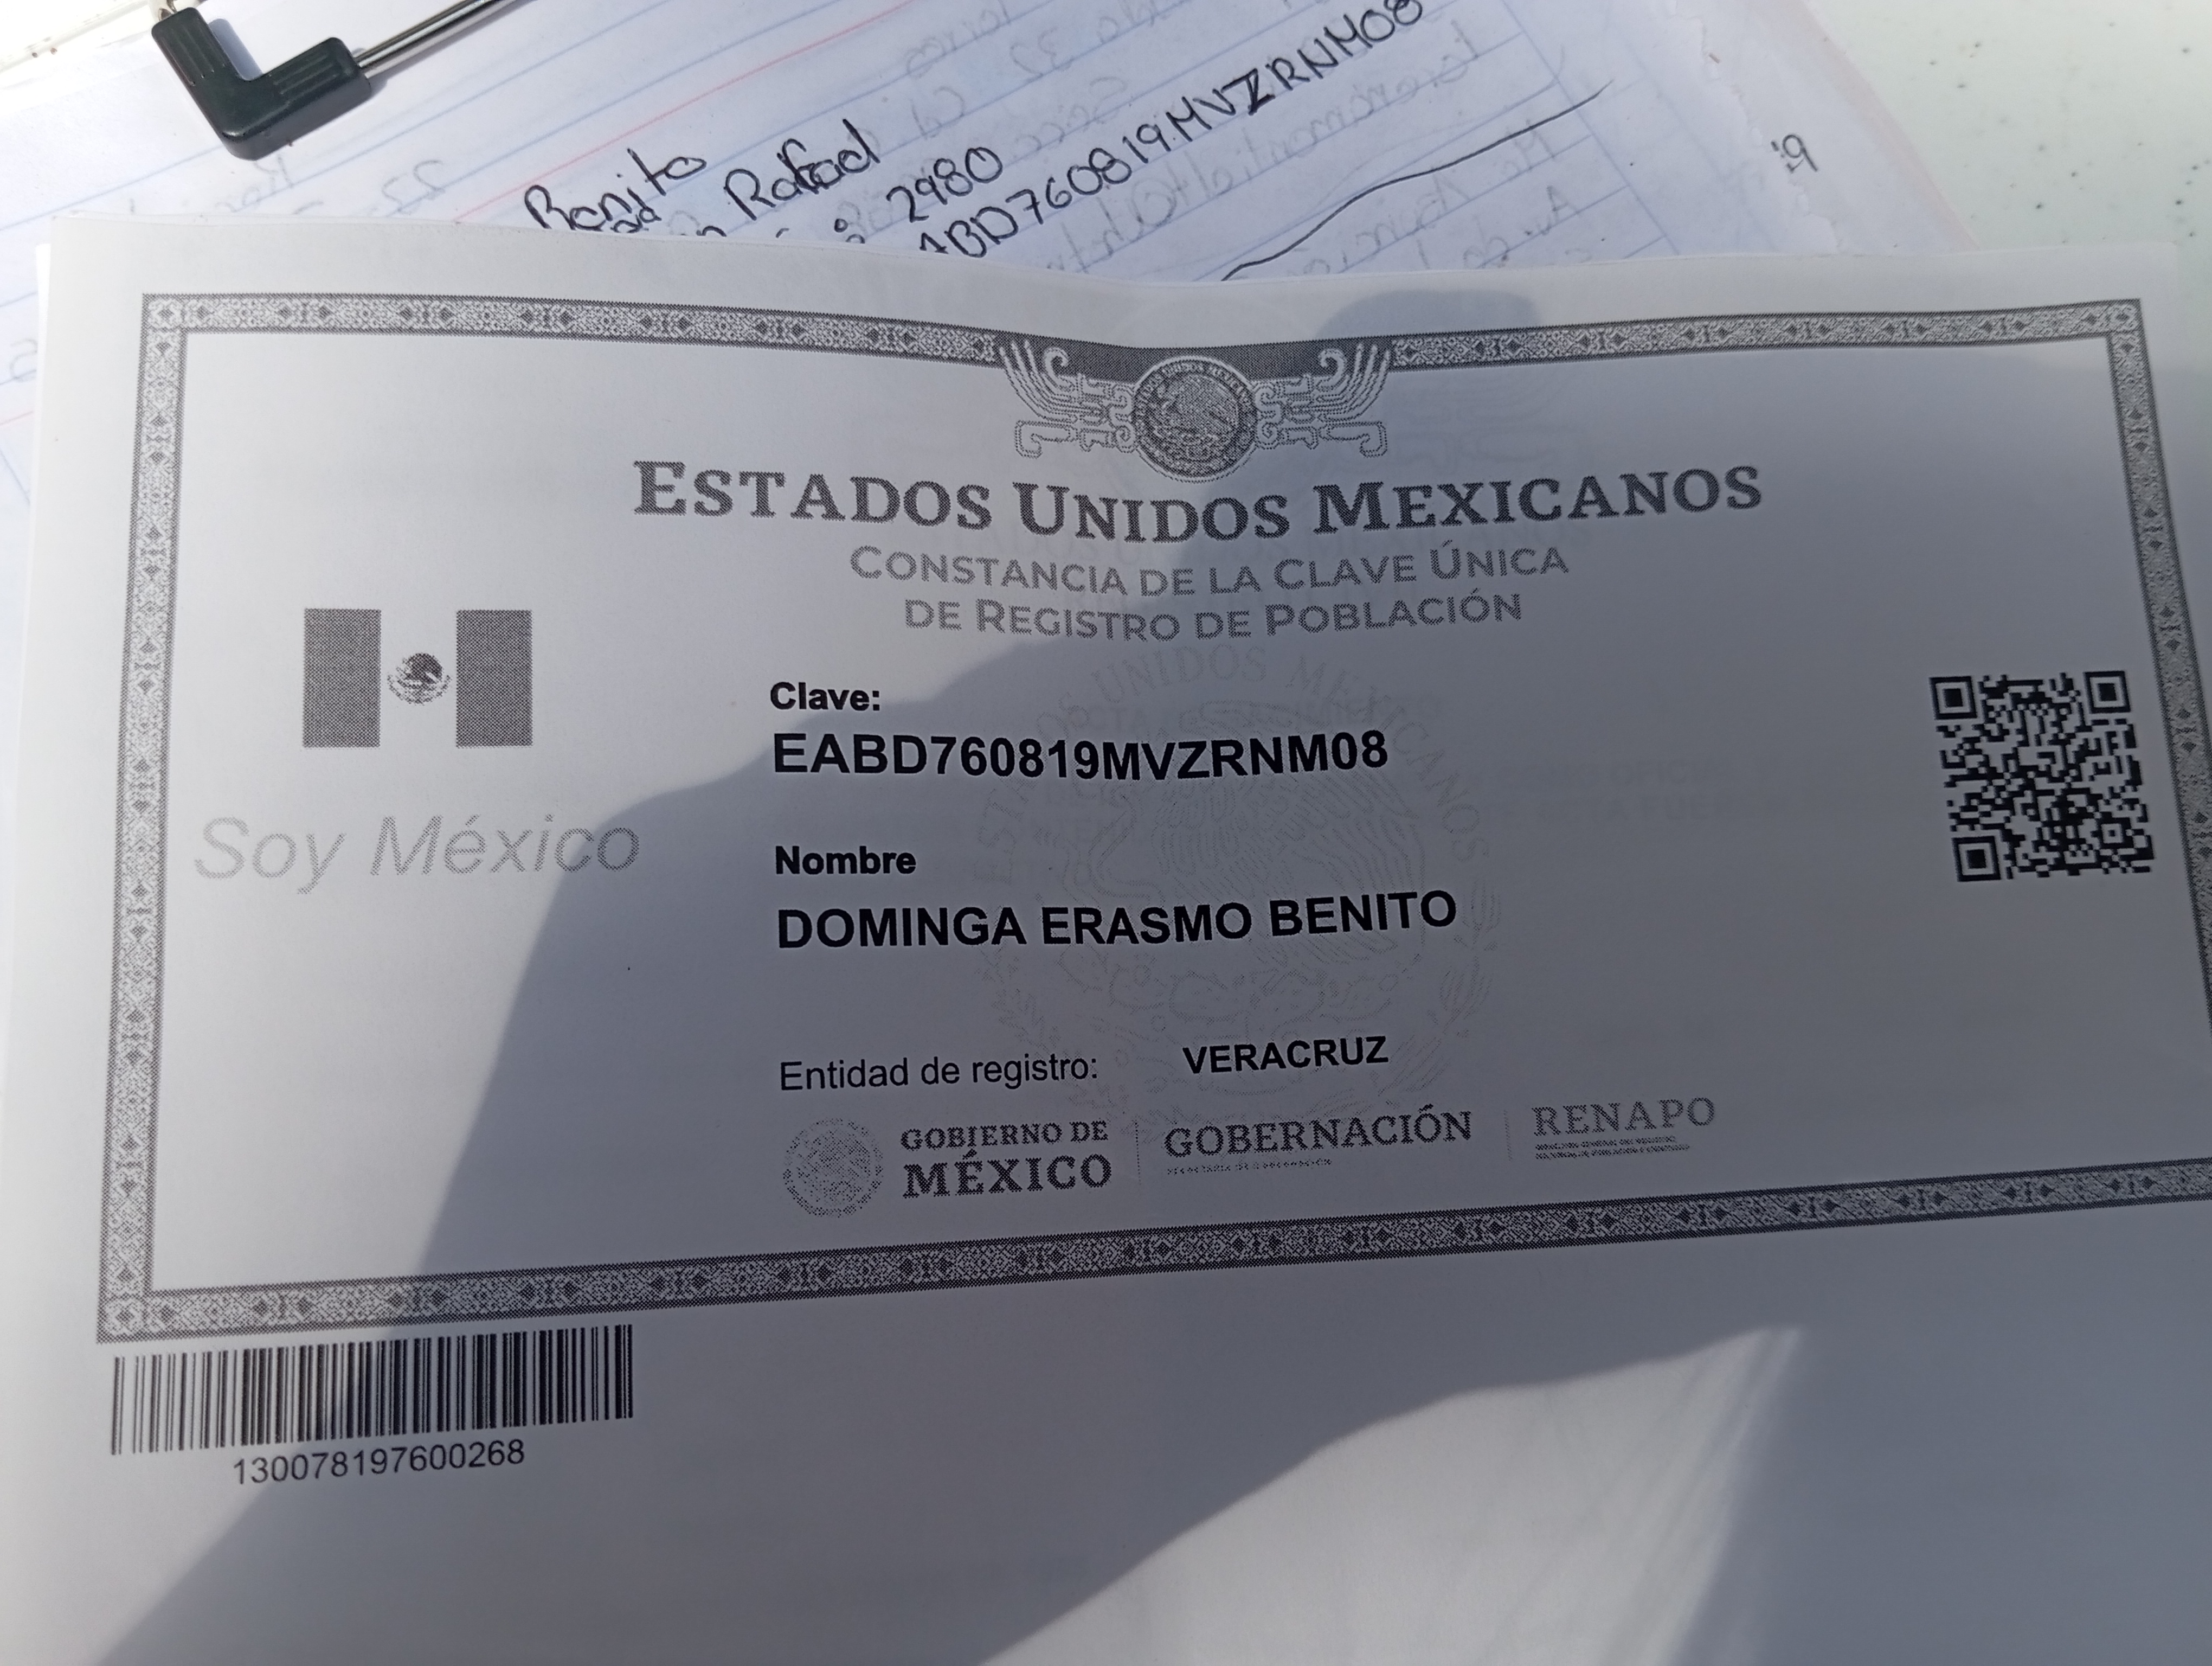 Benito
Rafael
: 2980
ABD760819MVZRNM08
ESTADOS UNIDOS MEXICANOS
CONSTANCIA DE LA CLAVE ÚNICA
DE REGISTRO DE POBLACIÓN
Soy México
Clave:
EABD760819MVZRNM08
Nombre
DOMINGA ERASMO BENITO
Entidad de registro: VERACRUZ
GOBIERNO DE
MÉXICO
GOBERNACIÓN
RENAPO
130078197600268